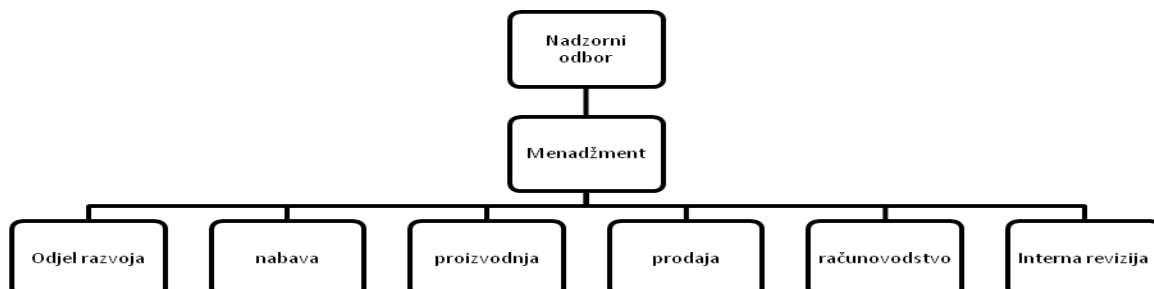 Nadzorni
odbor
Menadžment
Odjel razvoja
nabava
proizvodnja
prodaja
računovodstvo
Interna revizija